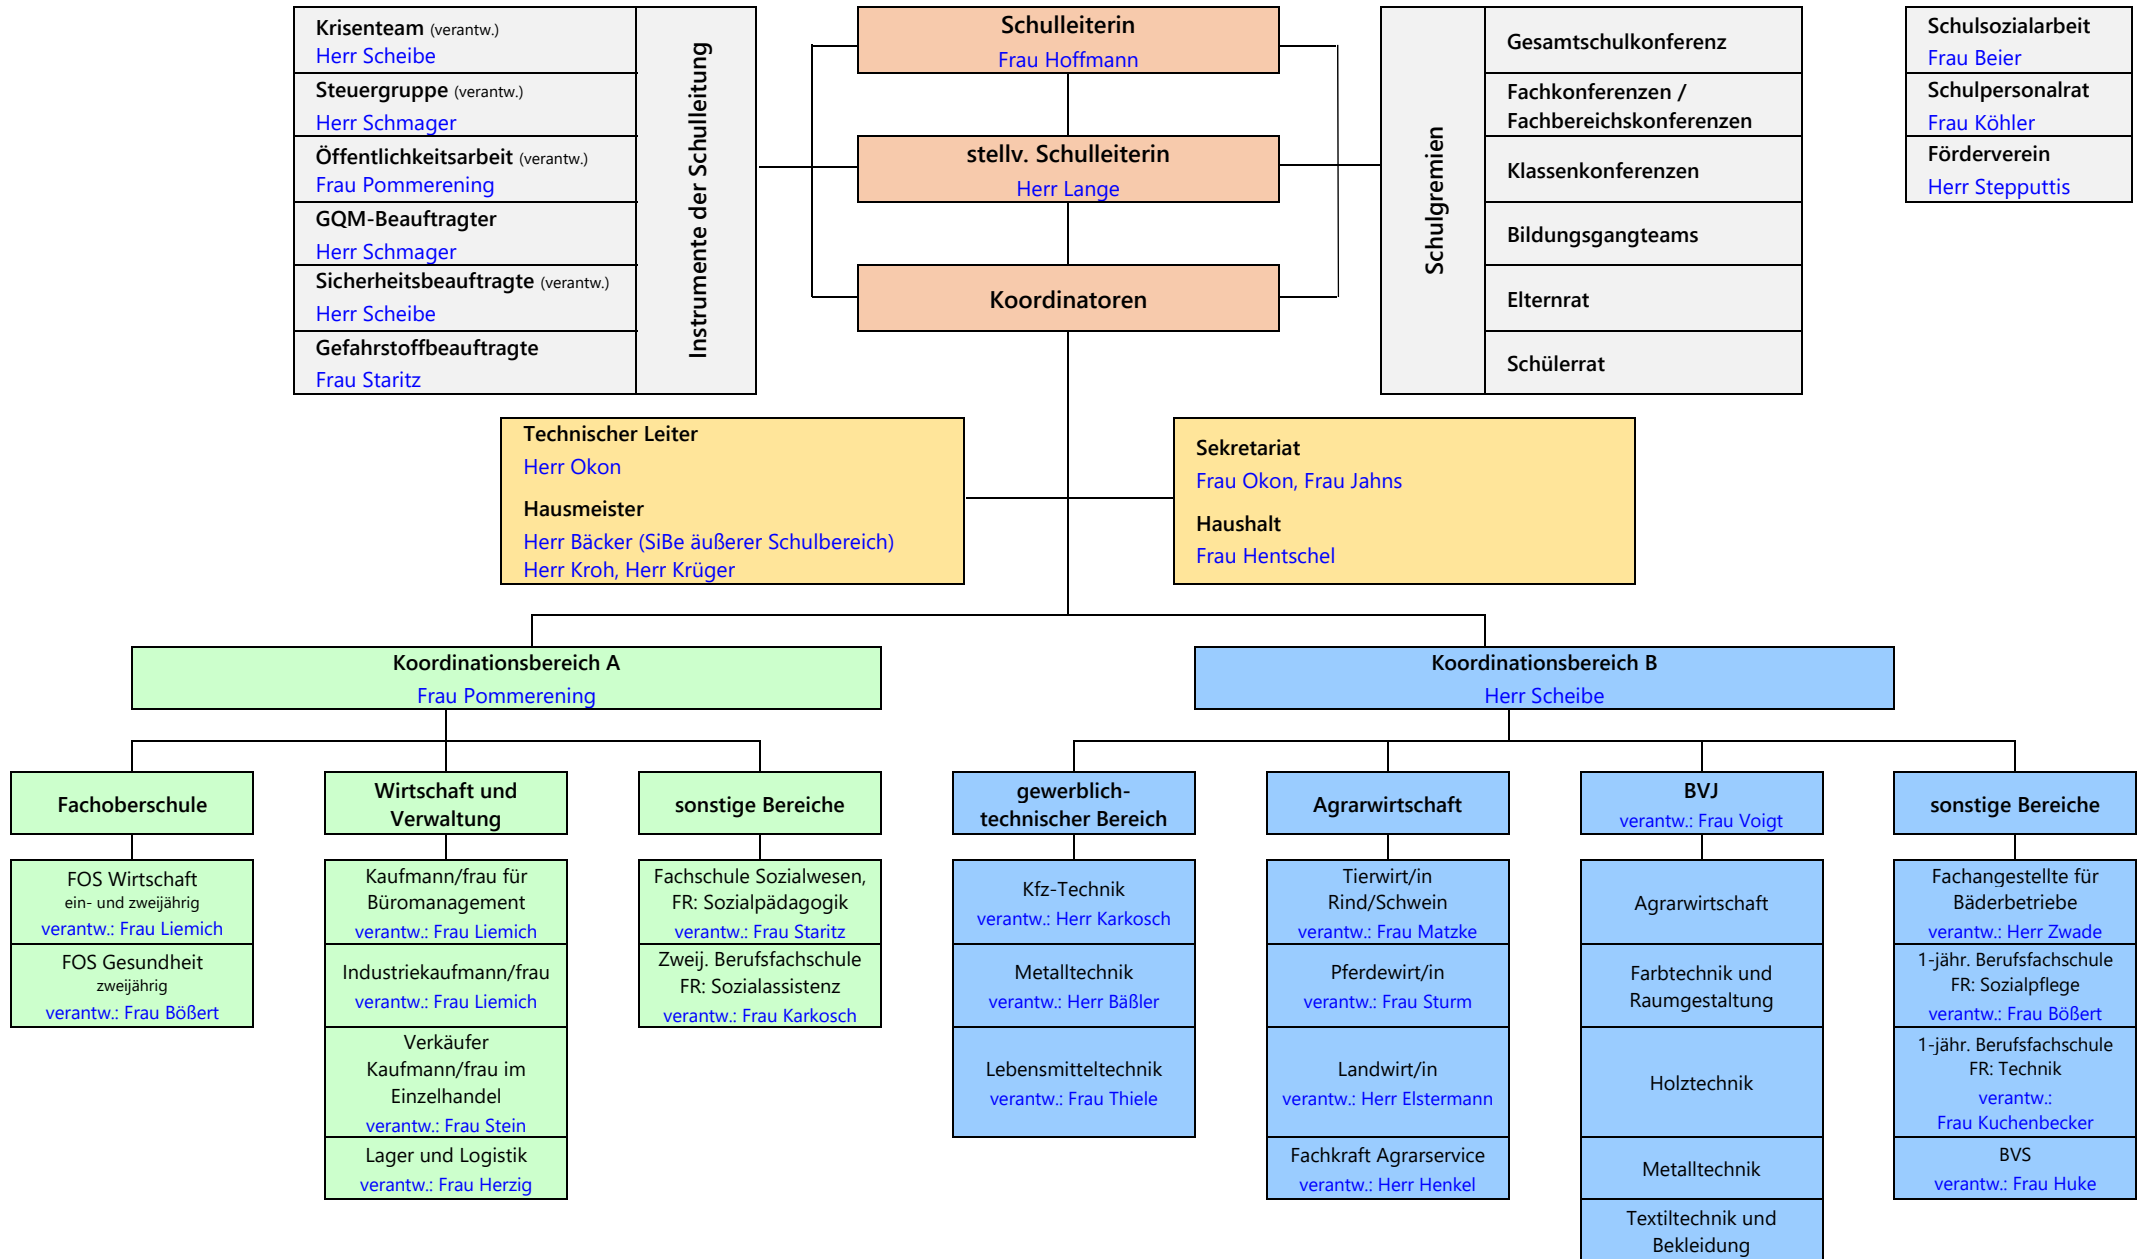 Krisenteam (verantw.)
Herr Scheibe
Steuergruppe (verantw.)
Herr Schmager
Öffentlichkeitsarbeit (verantw.)
Frau Pommerening
GQM-Beauftragter
Herr Schmager
Sicherheitsbeauftragte (verantw.)
Herr Scheibe
Gefahrstoffbeauftragte
Frau Staritz
Instrumente der Schulleitung
Schulleiterin
Frau Hoffmann
stellv. Schulleiterin
Herr Lange
Koordinatoren
Schulgremien
Gesamtschulkonferenz
Fachkonferenzen /
Fachbereichskonferenzen
Klassenkonferenzen
Bildungsgangteams
Elternrat
Schülerrat
Schulsozialarbeit
Frau Beier
Schulpersonalrat
Frau Köhler
Förderverein
Herr Stepputtis
Technischer Leiter
Herr Okon
Hausmeister
Herr Bäcker (SiBe äußerer Schulbereich)
Herr Kroh, Herr Krüger
Sekretariat
Frau Okon, Frau Jahns
Haushalt
Frau Hentschel
Koordinationsbereich A
Frau Pommerening
Koordinationsbereich B
Herr Scheibe
Fachoberschule
FOS Wirtschaft
ein- und zweijährig
verantw.: Frau Liemich
FOS Gesundheit
zweijährig
verantw.: Frau Bößert
Wirtschaft und
Verwaltung
Kaufmann/frau für
Büromanagement
verantw.: Frau Liemich
Industriekaufmann/frau
verantw.: Frau Liemich
Verkäufer
Kaufmann/frau im
Einzelhandel
verantw.: Frau Stein
Lager und Logistik
verantw.: Frau Herzig
sonstige Bereiche
Fachschule Sozialwesen,
FR: Sozialpädagogik
verantw.: Frau Staritz
Zweij. Berufsfachschule
FR: Sozialassistenz
verantw.: Frau Karkosch
gewerblich-
technischer Bereich
Kfz-Technik
verantw.: Herr Karkosch
Metalltechnik
verantw.: Herr Bäßler
Lebensmitteltechnik
verantw.: Frau Thiele
Agrarwirtschaft
Tierwirt/in
Rind/Schwein
verantw.: Frau Matzke
Pferdewirt/in
verantw.: Frau Sturm
Landwirt/in
verantw.: Herr Elstermann
Fachkraft Agrarservice
verantw.: Herr Henkel
BVJ
verantw.: Frau Voigt
Agrarwirtschaft
Farbtechnik und
Raumgestaltung
Holztechnik
Metalltechnik
Textiltechnik und
Bekleidung
sonstige Bereiche
Fachangestellte für
Bäderbetriebe
verantw.: Herr Zwade
1-jähr. Berufsfachschule
FR: Sozialpflege
verantw.: Frau Bößert
1-jähr. Berufsfachschule
FR: Technik
verantw.:
Frau Kuchenbecker
BVS
verantw.: Frau Huke